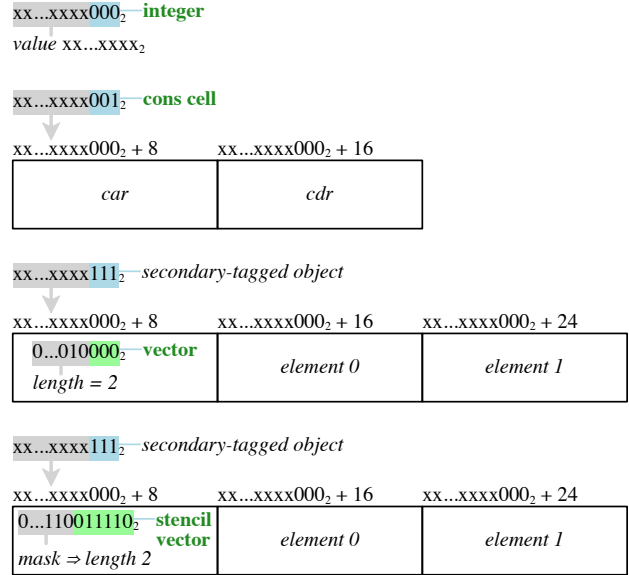 xx...xxxx000₂ integer
value xx...xxxx₂
xx...xxxx001₂ cons cell
xx...xxxx000₂ + 8 xx...xxxx000₂ + 16
car cdr
xx...xxxx111₂ secondary-tagged object
xx...xxxx000₂ + 8 xx...xxxx000₂ + 16 xx...xxxx000₂ + 24
0...010000₂ vector element 0 element 1
length = 2
xx...xxxx111₂ secondary-tagged object
xx...xxxx000₂ + 8 xx...xxxx000₂ + 16 xx...xxxx000₂ + 24
0...110011110₂ stencil
vector element 0 element 1
mask ⇒ length 2